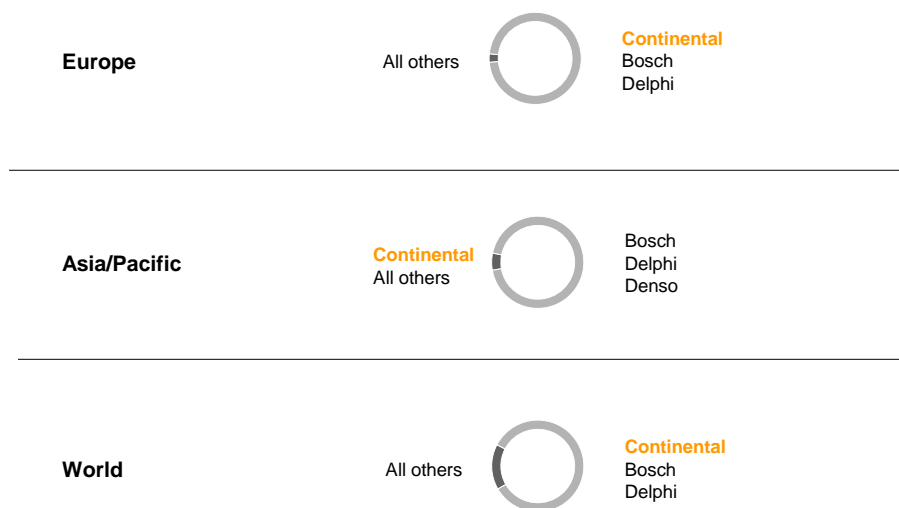 Europe
All others
Continental
Bosch
Delphi
Asia/Pacific
Continental
All others
Bosch
Delphi
Denso
World
All others
Continental
Bosch
Delphi